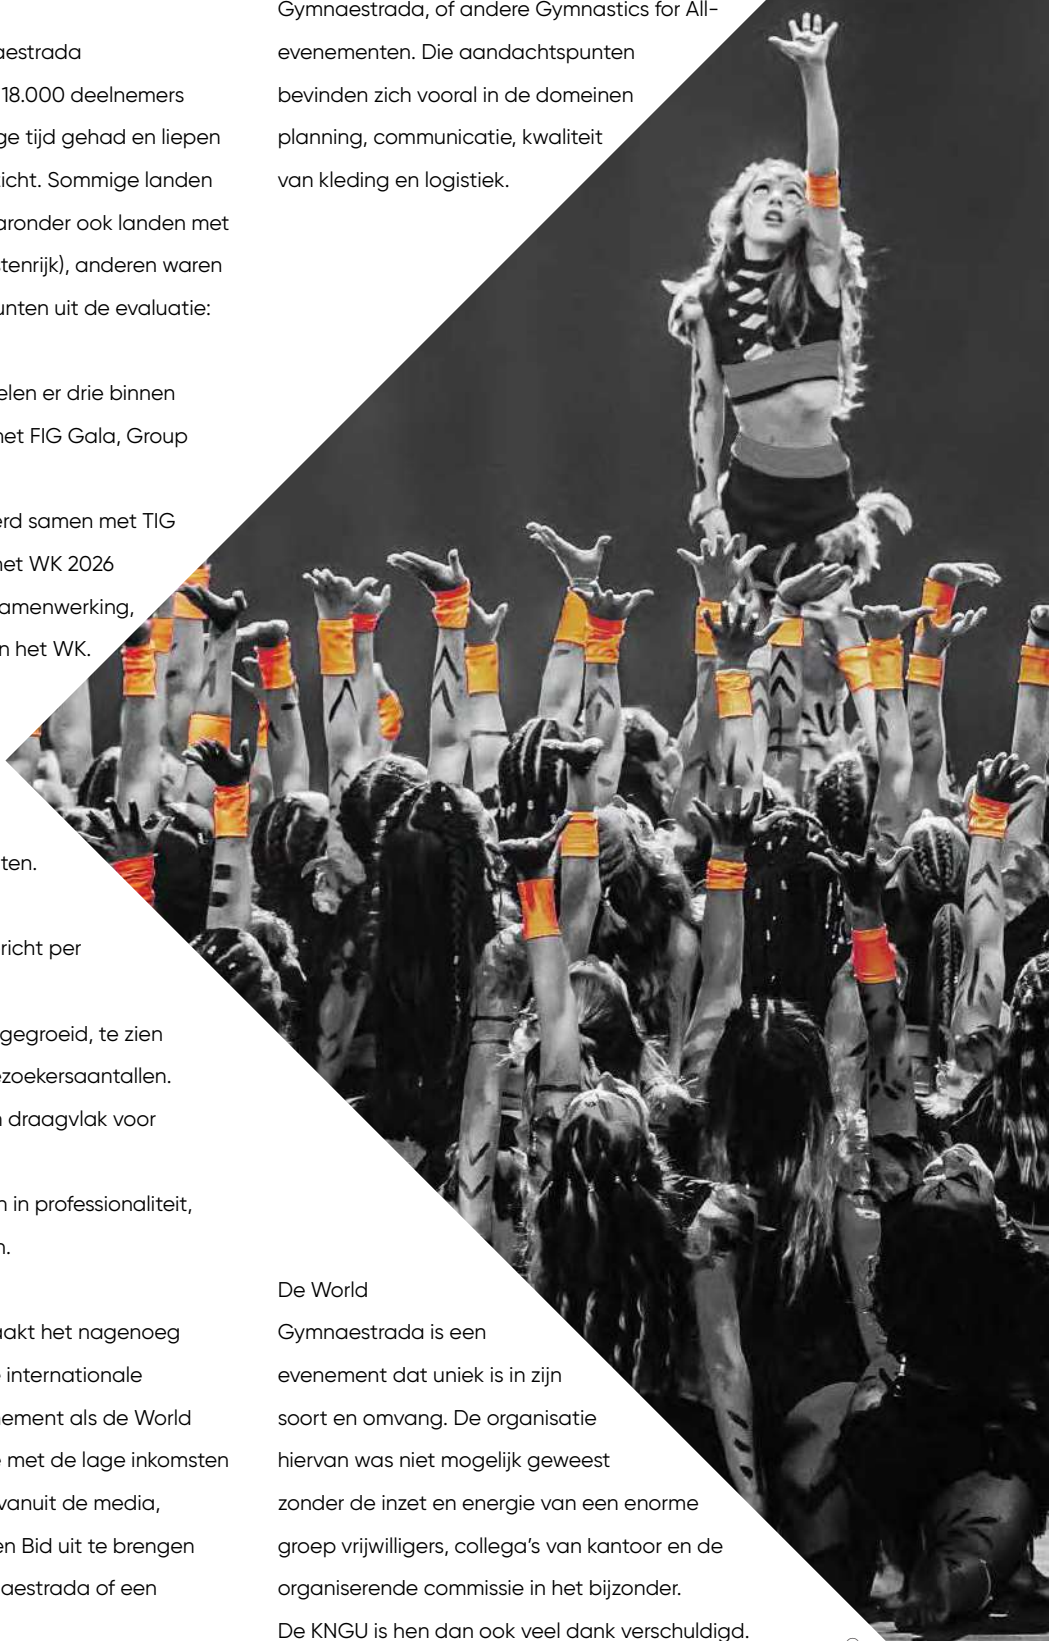 aestrada
18.000 deelnemers
ge tijd gehad en liepen
icht. Sommige landen
aronder ook landen met
tenrijk), anderen waren
unten uit de evaluatie:
elen er drie binnen
net FIG Gala, Group
erd samen met TIG
net WK 2026
amenwerking,
n het WK.
ten.
richt per
gegroeid, te zien
ezoekersaantallen.
n draagvlak voor
n in professionaliteit,
n.
akt het nagenoeg
e internationale
nement als de World
e met de lage inkomsten
vanuit de media,
en Bid uit te brengen
aestrada of een
Gymnaestrada, of andere Gymnastics for All-
evenementen. Die aandachtspunten
bevinden zich vooral in de domeinen
planning, communicatie, kwaliteit
van kleding en logistiek.
De World
Gymnaestrada is een
evenement dat uniek is in zijn
soort en omvang. De organisatie
hiervan was niet mogelijk geweest
zonder de inzet en energie van een enorme
groep vrijwilligers, collega's van kantoor en de
organiserende commissie in het bijzonder.
De KNGU is hen dan ook veel dank verschuldigd.